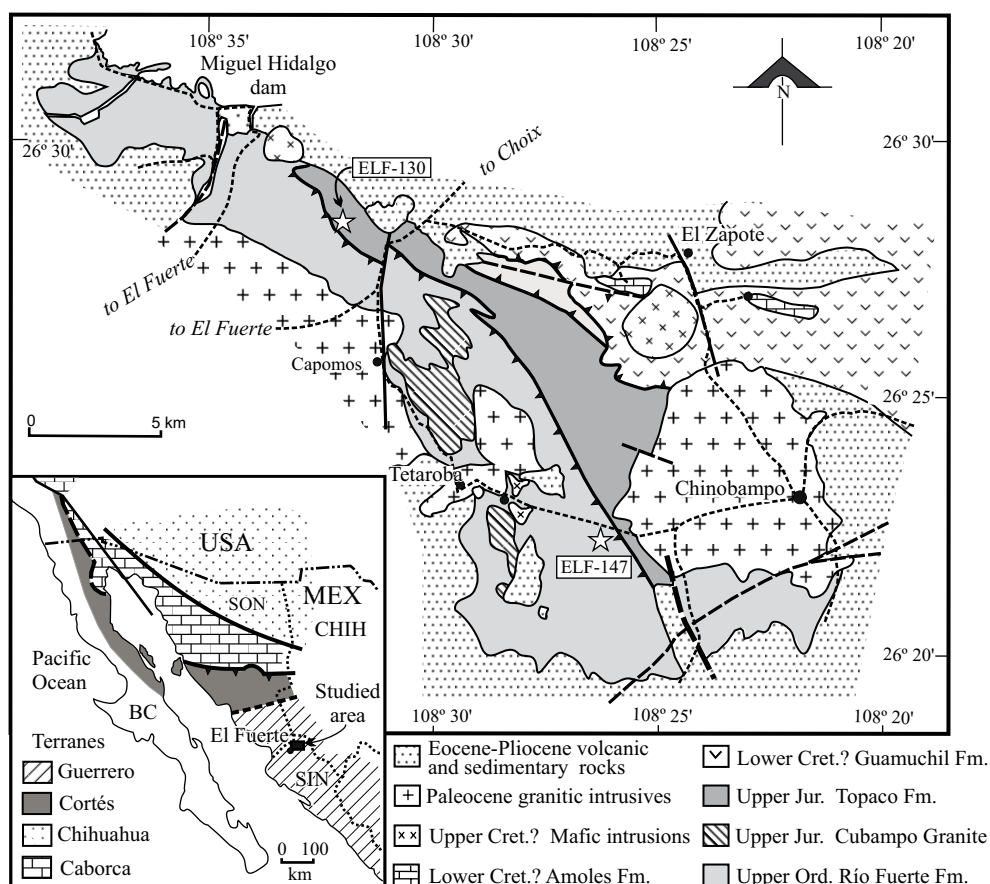 108º 35'
108º 30'
108º 25'
108º 20'
Miguel Hidalgo
dam
N
26º 30'
26º 30'
ELF-130
to Choix
El Zapote
to El Fuerte
to El Fuerte
Capomos
26º 25'
0 5 km
Tetaroba
Chinobampo
ELF-147
26º 20'
USA
SON
MEX
CHIH
Pacific
Ocean
BC
Studied
area
El Fuerte
SIN
Terranes
Guerrero
Cortés
Chihuahua
Caborca
0 100
km
108º 30'
108º 25'
108º 20'
Eocene-Pliocene volcanic
and sedimentary rocks
Paleocene granitic intrusives
Upper Cret.? Mafic intrusions
Lower Cret.? Amoles Fm.
Lower Cret.? Guamuchil Fm.
Upper Jur. Topaco Fm.
Upper Jur. Cubampo Granite
Upper Ord. Río Fuerte Fm.